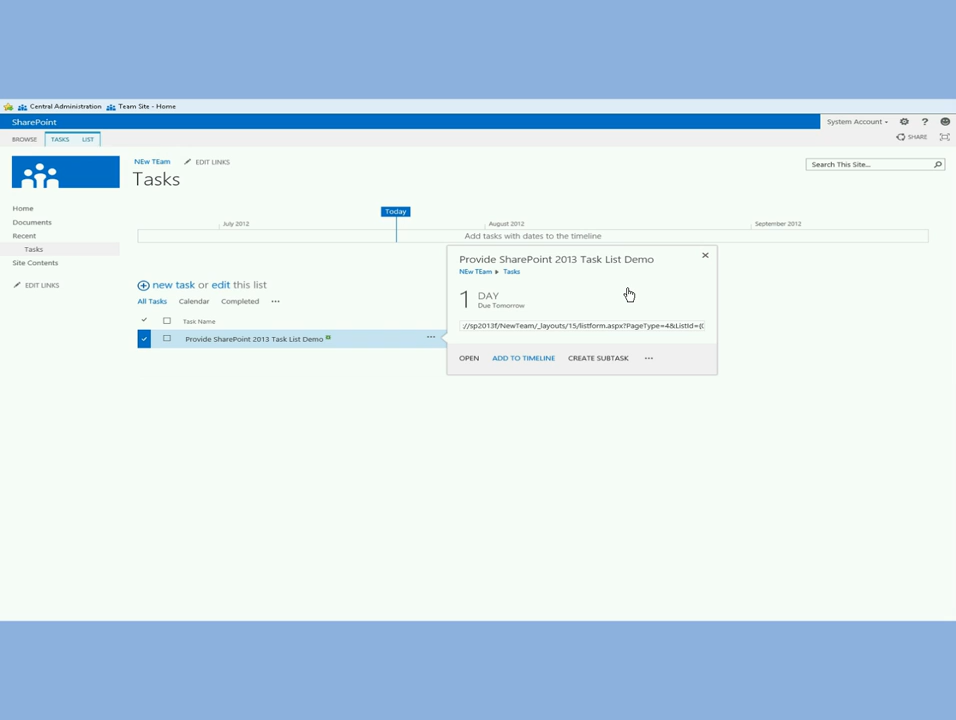 Central Administration Team Site - Home
SharePoint System Account
BROWSE TASKS LIST SHARE
NEw TEam EDIT LINKS Search This Site...
Tasks
Home
Documents
Recent
Tasks
Site Contents
EDIT LINKS
Today
July 2012 August 2012 September 2012
Add tasks with dates to the timeline
new task or edit this list
All Tasks Calendar Completed ...
Task Name
Provide SharePoint 2013 Task List Demo ...
Provide SharePoint 2013 Task List Demo
NEw TEam Tasks
1 DAY
Due Tomorrow
://sp2013f/NewTeam/_layouts/15/listform.aspx?PageType=4&ListId={0
OPEN ADD TO TIMELINE CREATE SUBTASK ...